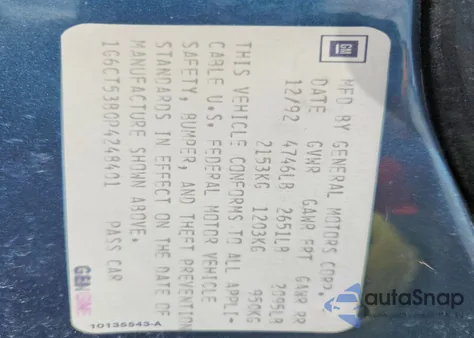 GM
MFD BY GENERAL MOTORS CORP.
DATE GVWR GAWR FRT GAWR RR
12/92 4746LB 2651LB 2095LB
2153KG 1203KG 950KG
THIS VEHICLE CONFORMS TO ALL APPLI-
CABLE U.S. FEDERAL MOTOR VEHICLE
SAFETY, BUMPER, AND THEFT PREVENTION
STANDARDS IN EFFECT ON THE DATE OF
MANUFACTURE SHOWN ABOVE.
PASS CAR
10135543-A
autaSnap